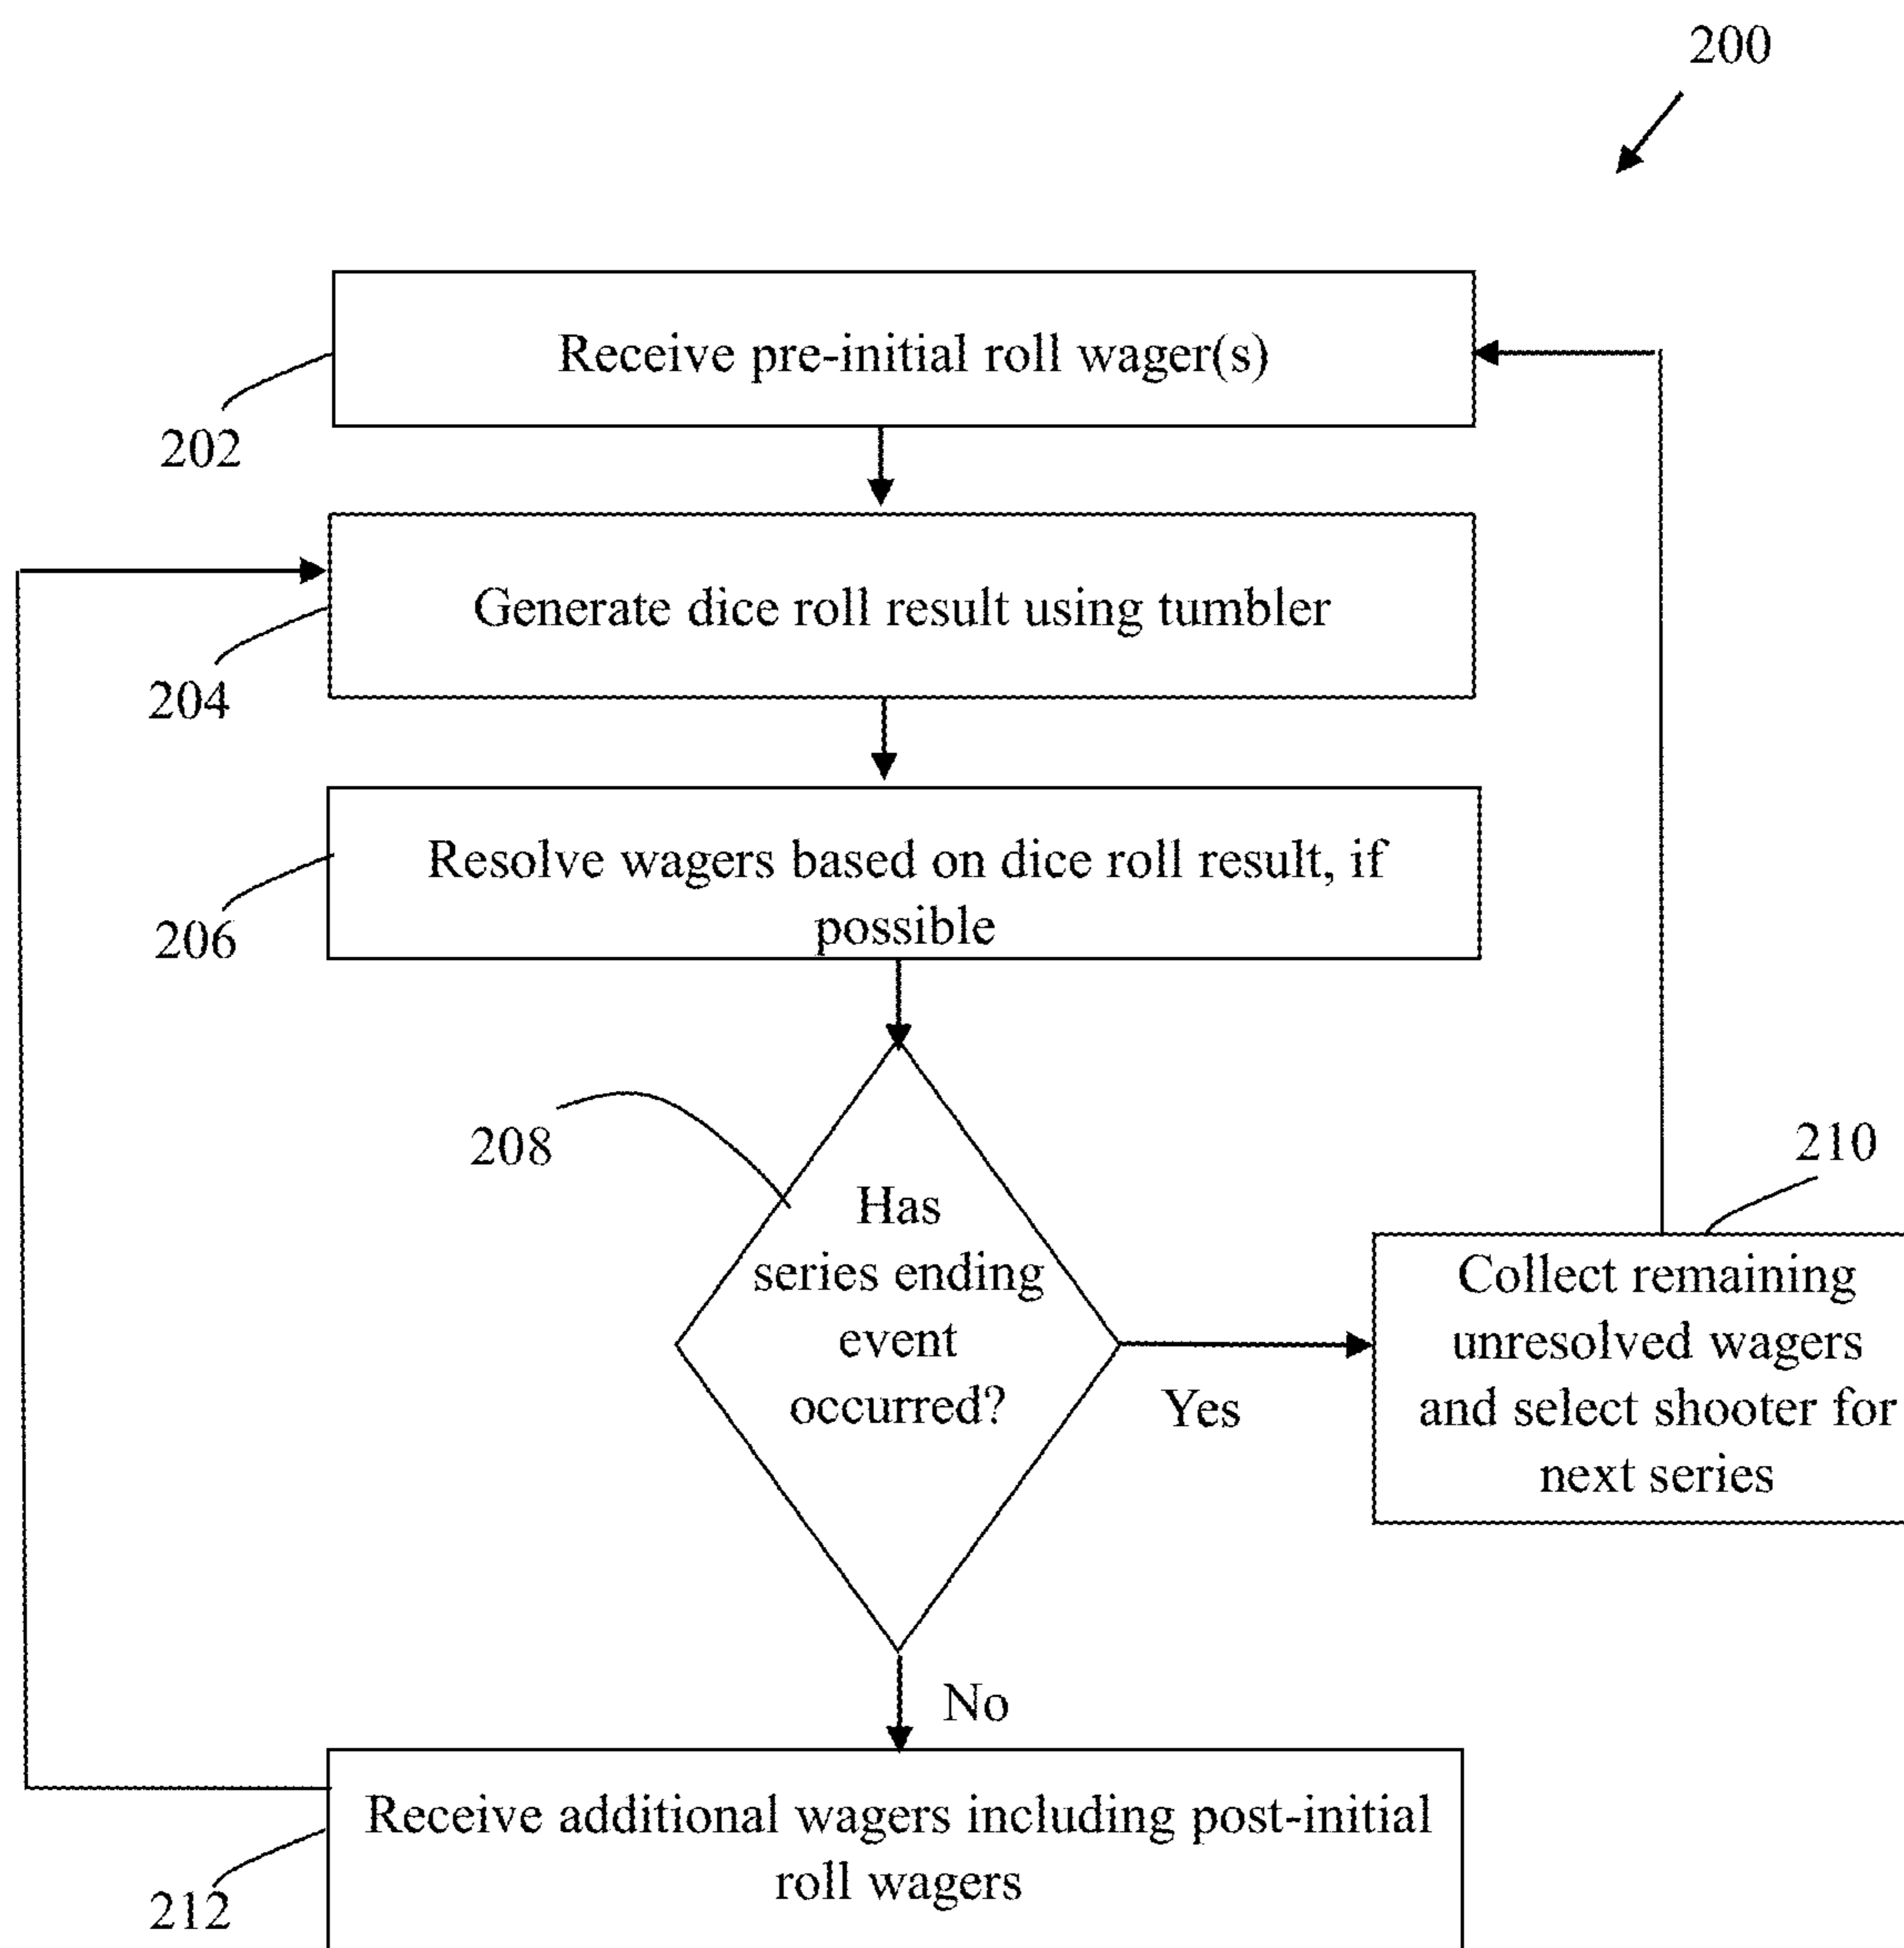 200
Receive pre-initial roll wager(s)
202
Generate dice roll result using tumbler
204
Resolve wagers based on dice roll result, if
possible
206
208
Has
series ending
event
occurred?
Yes
210
Collect remaining
unresolved wagers
and select shooter for
next series
No
Receive additional wagers including post-initial
roll wagers
212